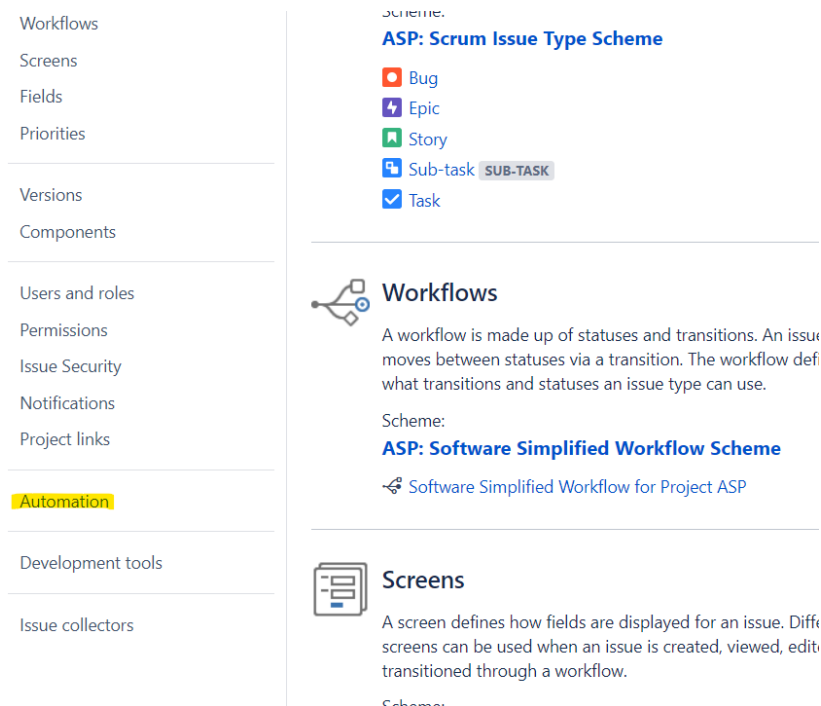 Workflows
Screens
Fields
Priorities
Versions
Components
Users and roles
Permissions
Issue Security
Notifications
Project links
Automation
Development tools
Issue collectors
Scheme:
ASP: Scrum Issue Type Scheme
Bug
Epic
Story
Sub-task SUB-TASK
Task
Workflows
A workflow is made up of statuses and transitions. An issue
moves between statuses via a transition. The workflow defi
what transitions and statuses an issue type can use.
Scheme:
ASP: Software Simplified Workflow Scheme
Software Simplified Workflow for Project ASP
Screens
A screen defines how fields are displayed for an issue. Diffe
screens can be used when an issue is created, viewed, edite
transitioned through a workflow.
Scheme: